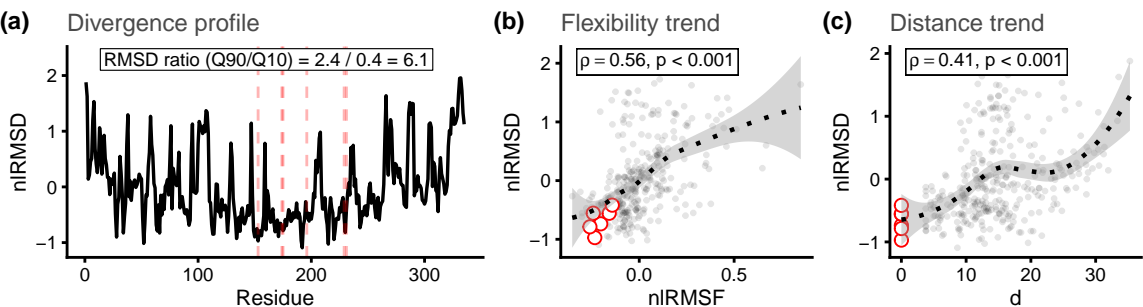 (a) Divergence profile
RMSD ratio (Q90/Q10) = 2.4 / 0.4 = 6.1
nlRMSD
2
1
0
−1
0 100 200 300
Residue
(b) Flexibility trend
ρ = 0.56, p < 0.001
nlRMSD
2
1
0
−1
0.0 0.5
nlRMSF
(c) Distance trend
ρ = 0.41, p < 0.001
nlRMSD
2
1
0
−1
0 10 20 30
d